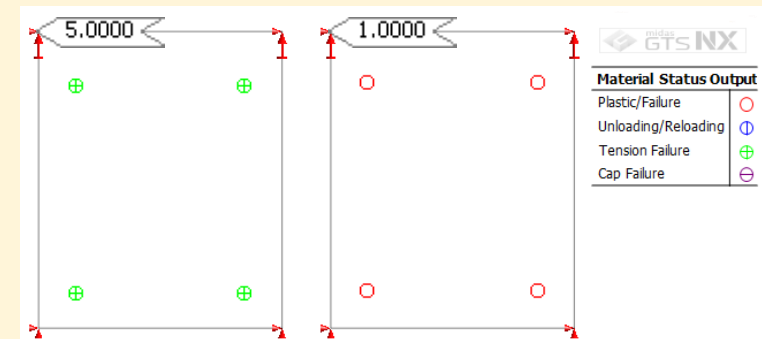 5.0000
1.0000
midas
GTS NX
Material Status Output
Plastic/Failure
Unloading/Reloading
Tension Failure
Cap Failure